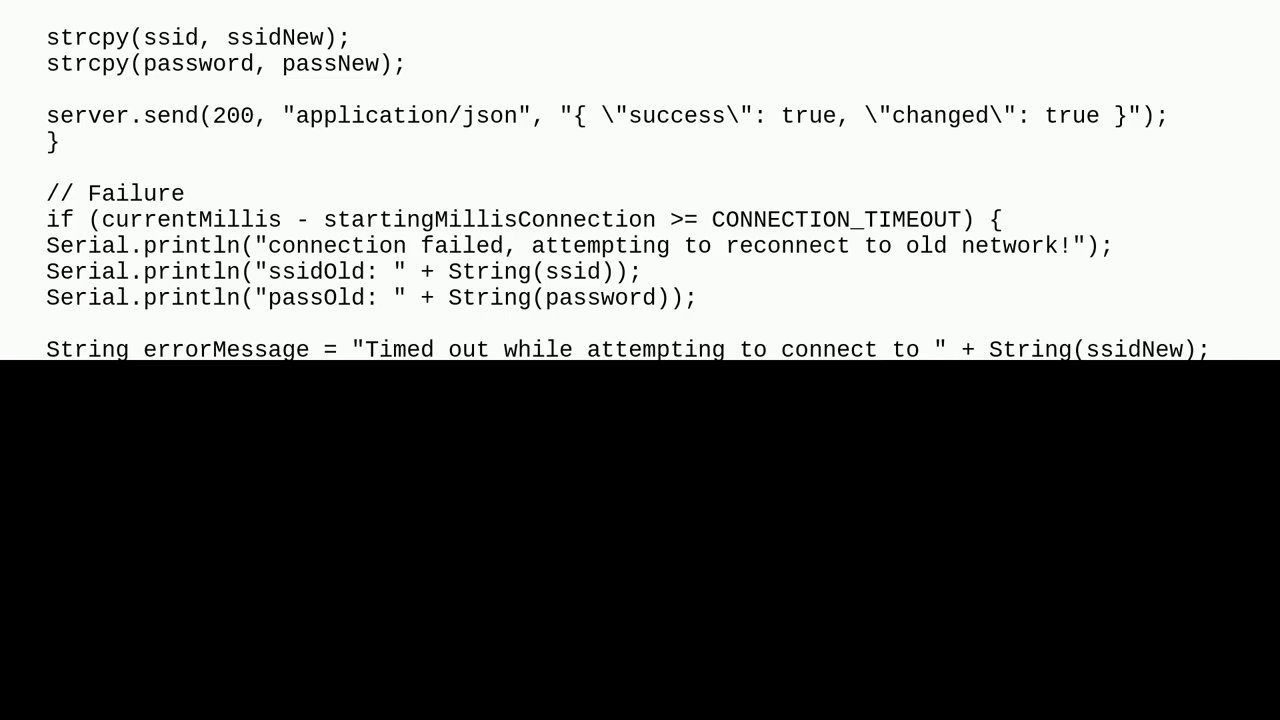 strcpy(ssid, ssidNew);
strcpy(password, passNew);
server.send(200, "application/json", "{ \"success\": true, \"changed\": true }");
}
// Failure
if (currentMillis - startingMillisConnection >= CONNECTION_TIMEOUT) {
Serial.println("connection failed, attempting to reconnect to old network!");
Serial.println("ssidOld: " + String(ssid));
Serial.println("passOld: " + String(password));
String errorMessage = "Timed out while attempting to connect to " + String(ssidNew);